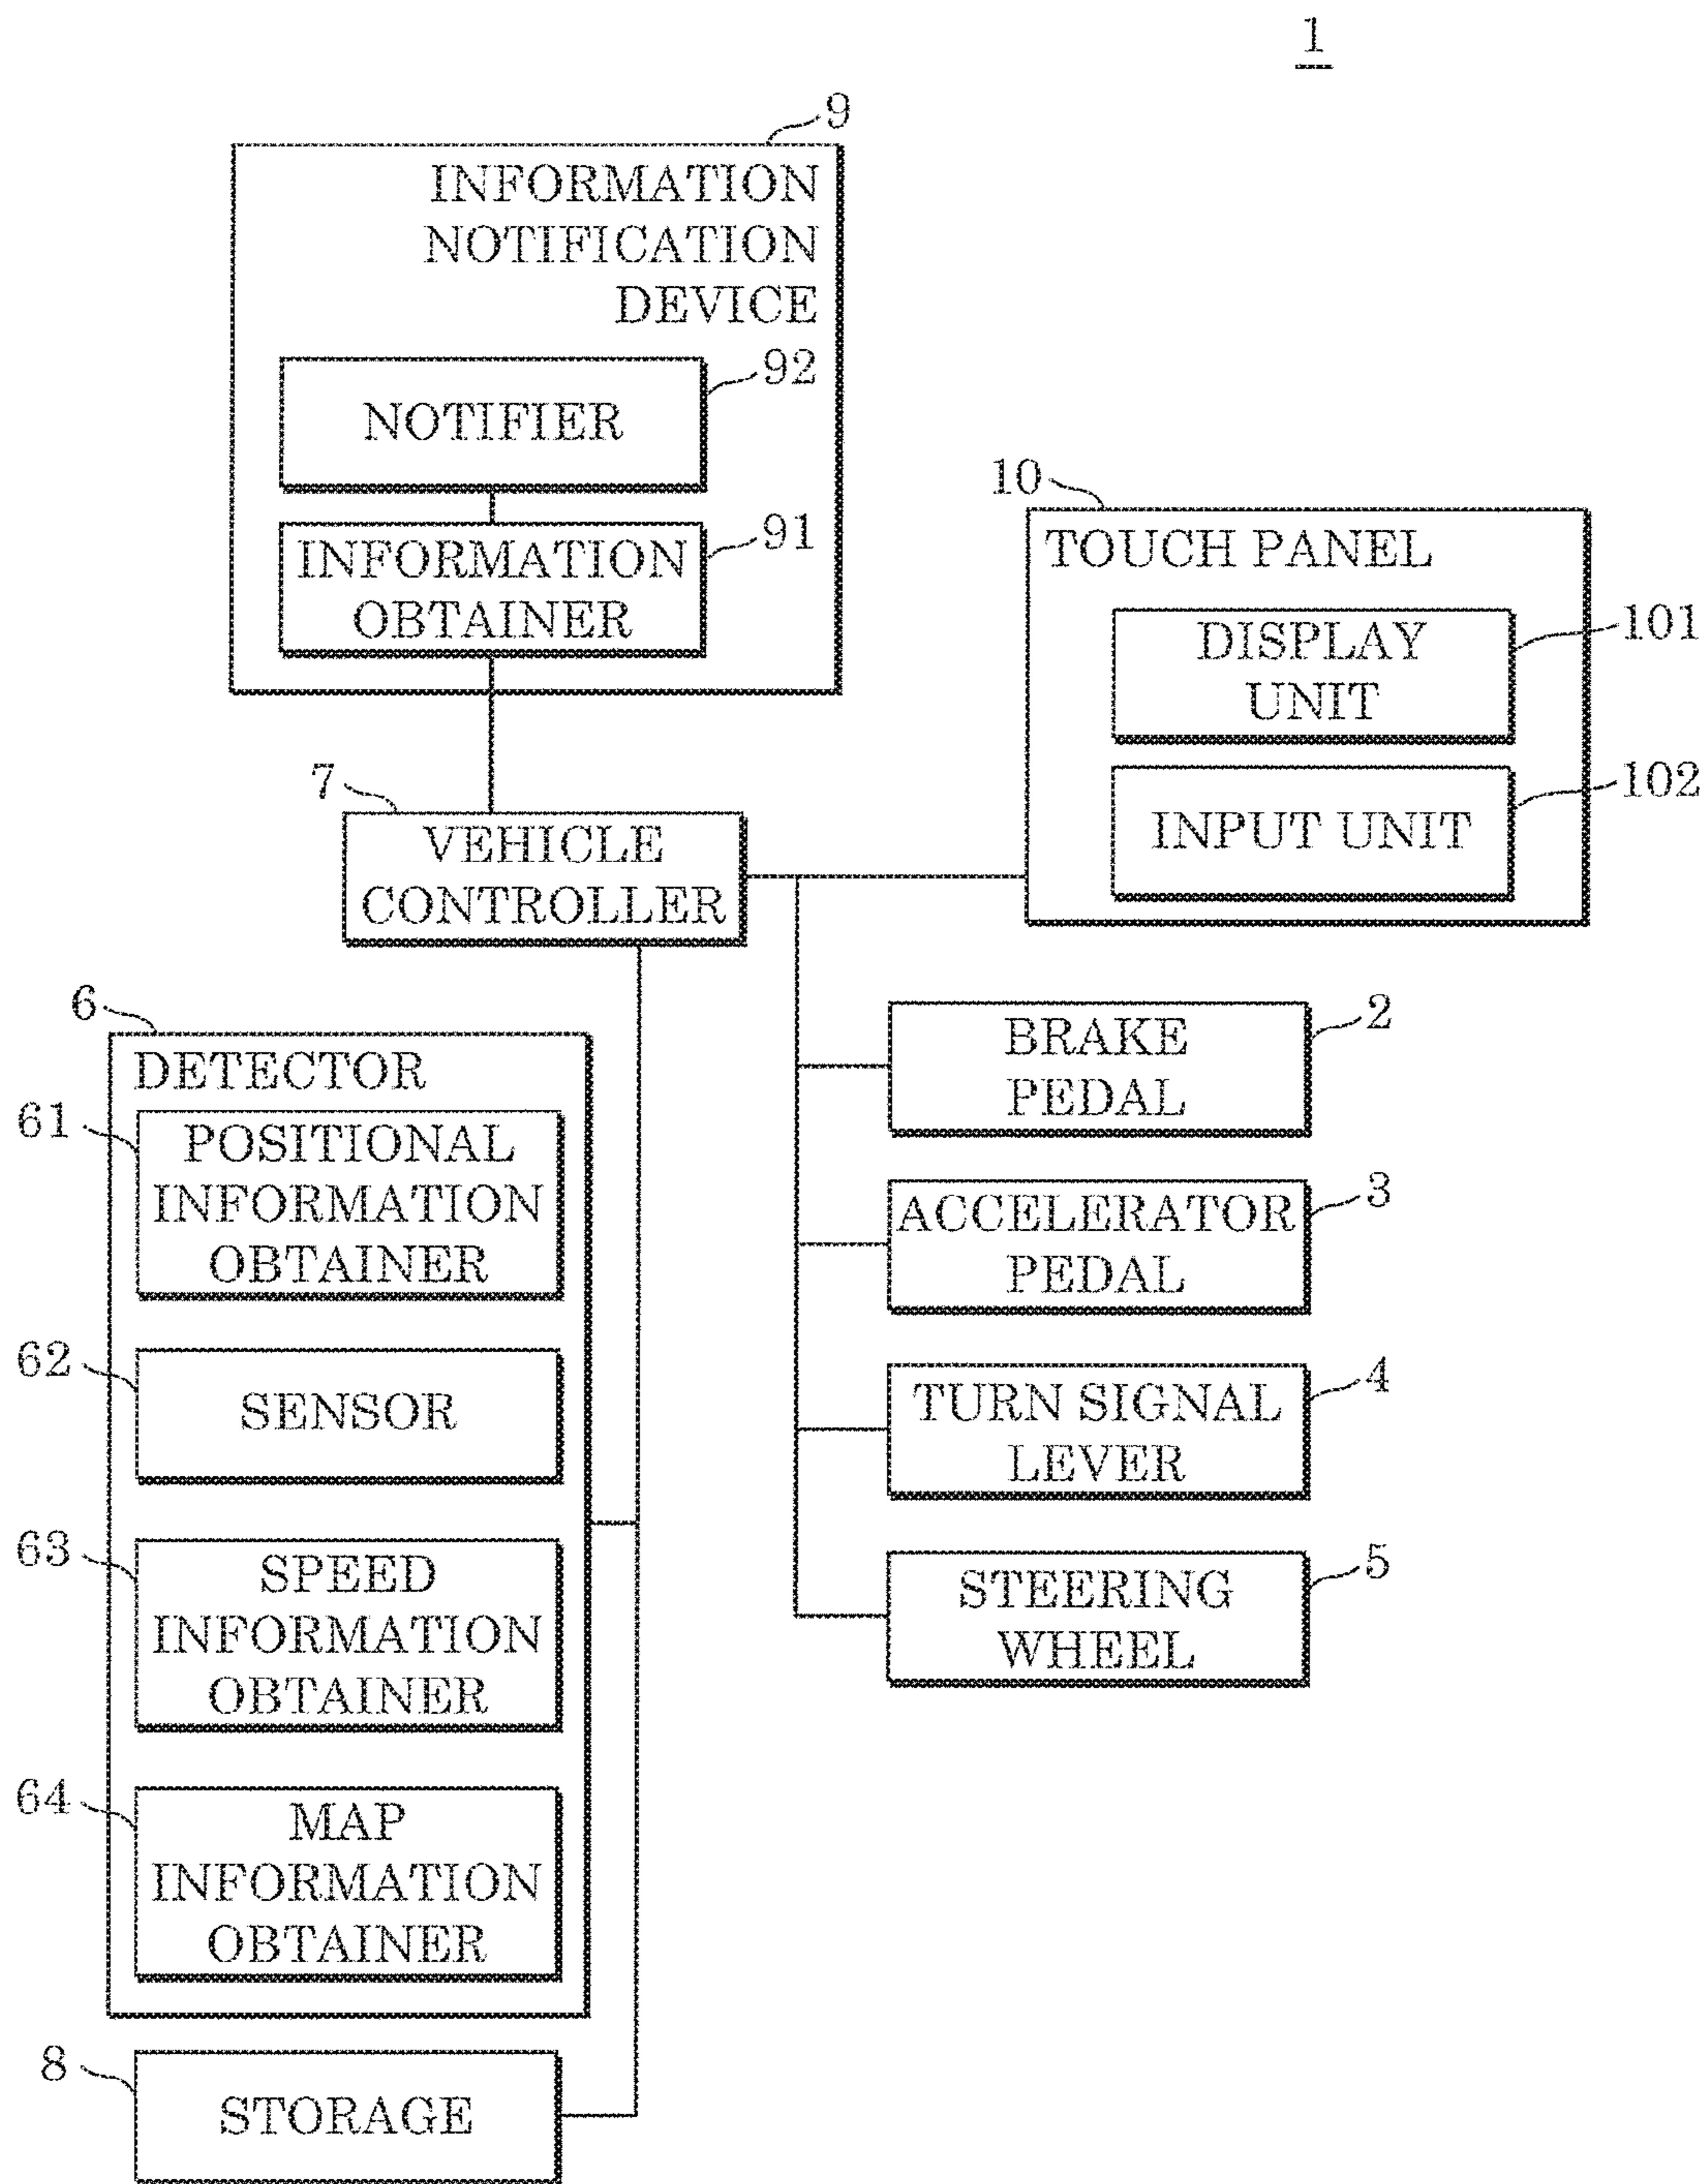 1
9
INFORMATION
NOTIFICATION
DEVICE
92
NOTIFIER
91
INFORMATION
OBTAINER
10
TOUCH PANEL
101
DISPLAY
UNIT
102
INPUT UNIT
7
VEHICLE
CONTROLLER
6
DETECTOR
61
POSITIONAL
INFORMATION
OBTAINER
62
SENSOR
63
SPEED
INFORMATION
OBTAINER
64
MAP
INFORMATION
OBTAINER
8
STORAGE
2
BRAKE
PEDAL
3
ACCELERATOR
PEDAL
4
TURN SIGNAL
LEVER
5
STEERING
WHEEL